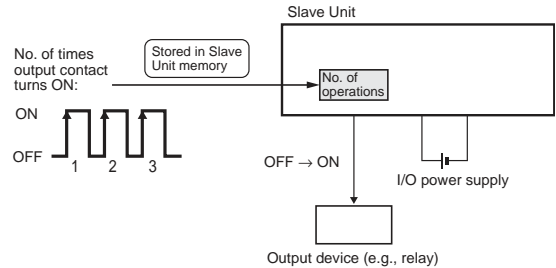 Slave Unit
No. of times
output contact
turns ON:
Stored in Slave
Unit memory
No. of
operations
ON
OFF
1 2 3
OFF → ON
I/O power supply
Output device (e.g., relay)